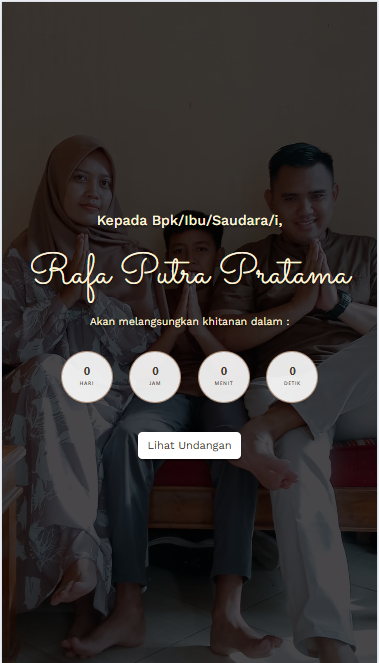 Kepada Bpk/Ibu/Saudara/i,
Rafa Putra Pratama
Akan melangsungkan khitanan dalam :
0 0 0 0
HARI JAM MENIT DETIK
Lihat Undangan